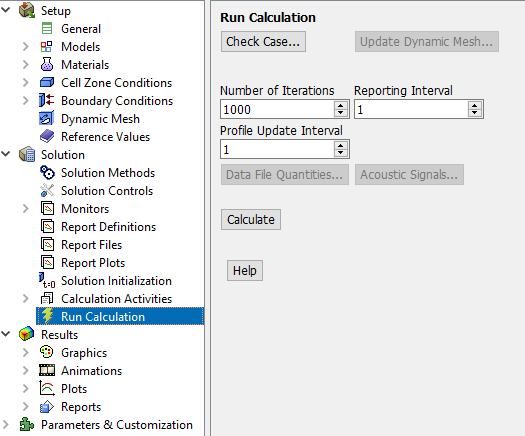 Setup
General
Models
Materials
Cell Zone Conditions
Boundary Conditions
Dynamic Mesh
Reference Values
Solution
Solution Methods
Solution Controls
Monitors
Report Definitions
Report Files
Report Plots
t=0 Solution Initialization
Calculation Activities
Run Calculation
Results
Graphics
Animations
Plots
Reports
Parameters & Customization
Run Calculation
Check Case... Update Dynamic Mesh...
Number of Iterations Reporting Interval
1000 1
Profile Update Interval
1
Data File Quantities... Acoustic Signals...
Calculate
Help